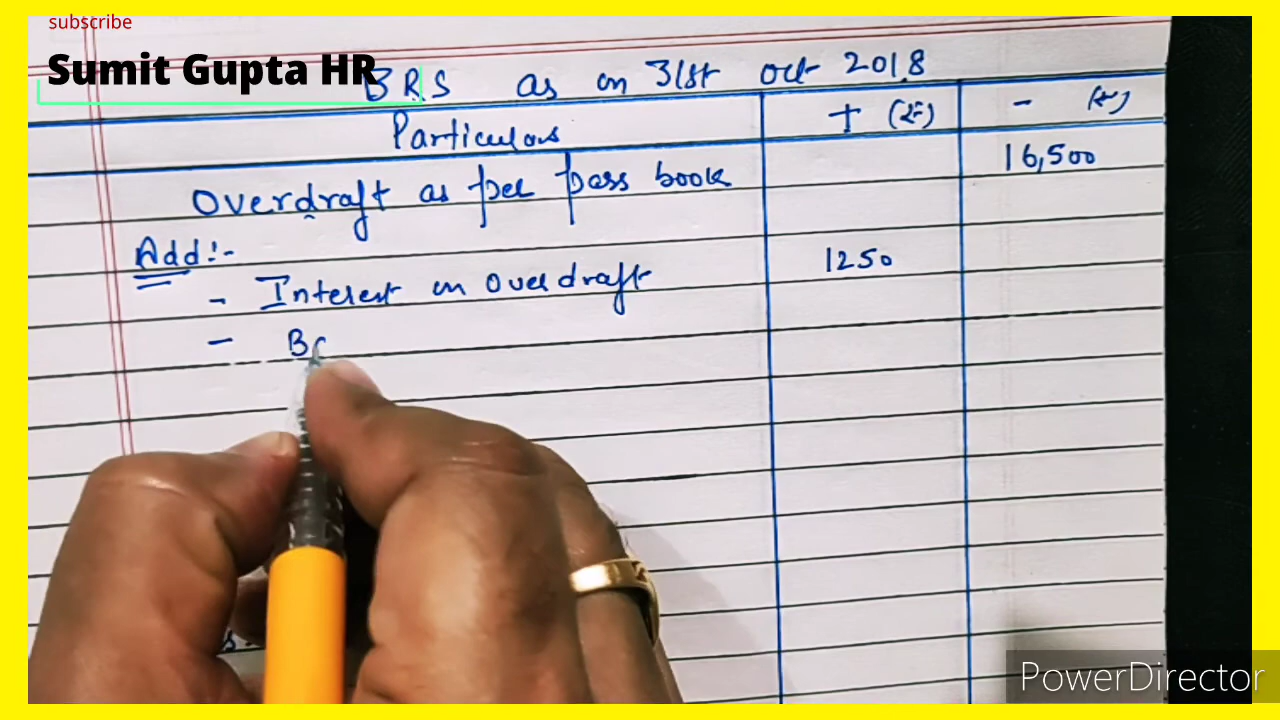 subscribe
Sumit Gupta HR
BRS as on 31st Oct 2018
Particulars + (₹) - (₹)
Overdraft as per pass book 16,500
Add:-
- Interest on overdraft 1250
-
PowerDirector